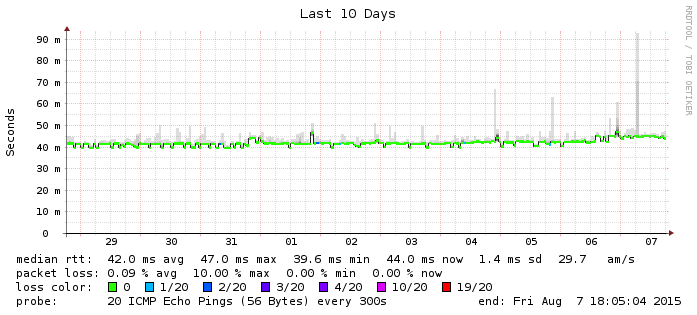 Last 10 Days
RRDTOOL / TOBI OETIKER
Seconds
90 m
80 m
70 m
60 m
50 m
40 m
30 m
20 m
10 m
0
29 30 31 01 02 03 04 05 06 07
median rtt: 42.0 ms avg 47.0 ms max 39.6 ms min 44.0 ms now 1.4 ms sd 29.7 am/s
packet loss: 0.09 % avg 10.00 % max 0.00 % min 0.00 % now
loss color: 0 1/20 2/20 3/20 4/20 10/20 19/20
probe: 20 ICMP Echo Pings (56 Bytes) every 300s end: Fri Aug 7 18:05:04 2015